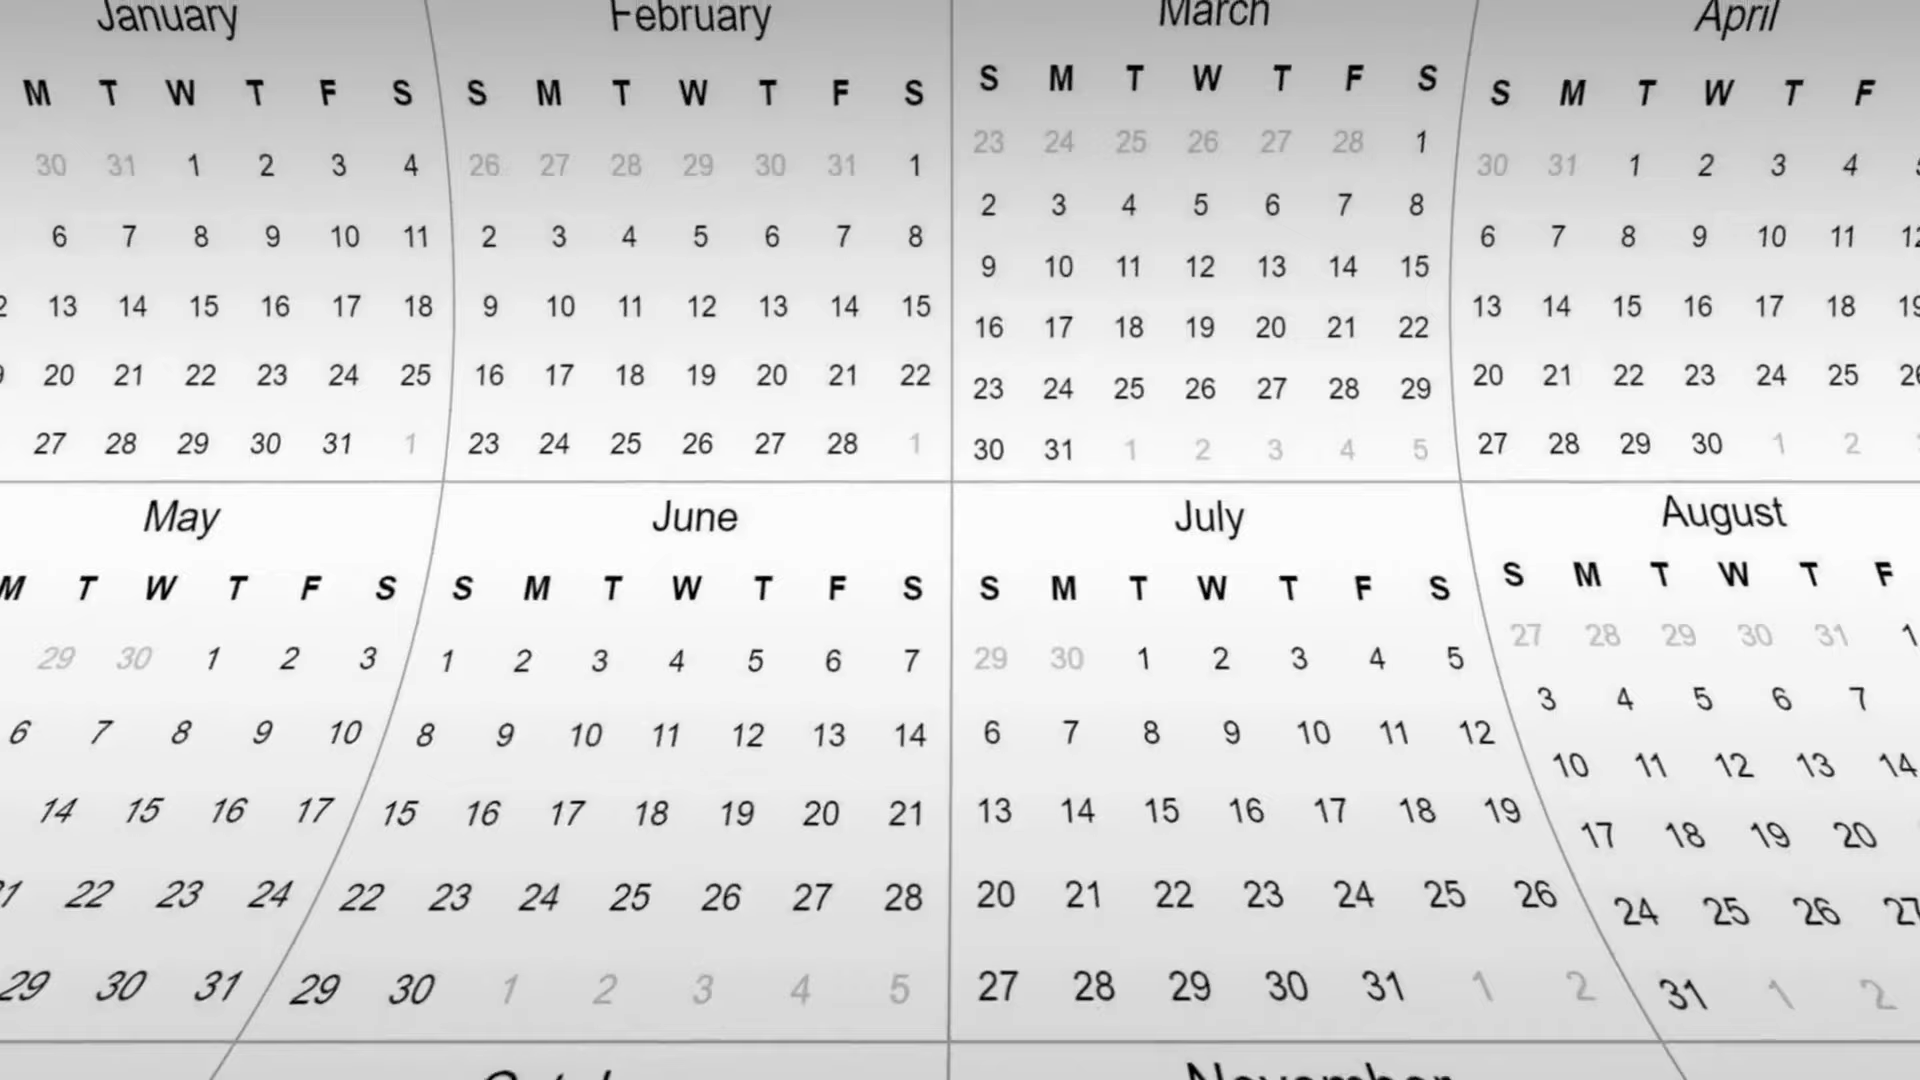 January
M T W T F S
30 31 1 2 3 4
6 7 8 9 10 11
13 14 15 16 17 18
20 21 22 23 24 25
27 28 29 30 31 1
February
S M T W T F S
26 27 28 29 30 31 1
2 3 4 5 6 7 8
9 10 11 12 13 14 15
16 17 18 19 20 21 22
23 24 25 26 27 28 1
March
S M T W T F S
23 24 25 26 27 28 1
2 3 4 5 6 7 8
9 10 11 12 13 14 15
16 17 18 19 20 21 22
23 24 25 26 27 28 29
30 31 1 2 3 4 5
April
S M T W T F
30 31 1 2 3 4
6 7 8 9 10 11 12
13 14 15 16 17 18 19
20 21 22 23 24 25 26
27 28 29 30 1 2
May
M T W T F S
29 30 1 2 3
6 7 8 9 10
14 15 16 17
22 23 24
29 30 31
June
S M T W T F S
1 2 3 4 5 6 7
8 9 10 11 12 13 14
15 16 17 18 19 20 21
22 23 24 25 26 27 28
29 30 1 2 3 4 5
July
S M T W T F S
29 30 1 2 3 4 5
6 7 8 9 10 11 12
13 14 15 16 17 18 19
20 21 22 23 24 25 26
27 28 29 30 31 1 2
August
S M T W T F
27 28 29 30 31 1
3 4 5 6 7
10 11 12 13 14
17 18 19 20
24 25 26 27
31 1 2
November